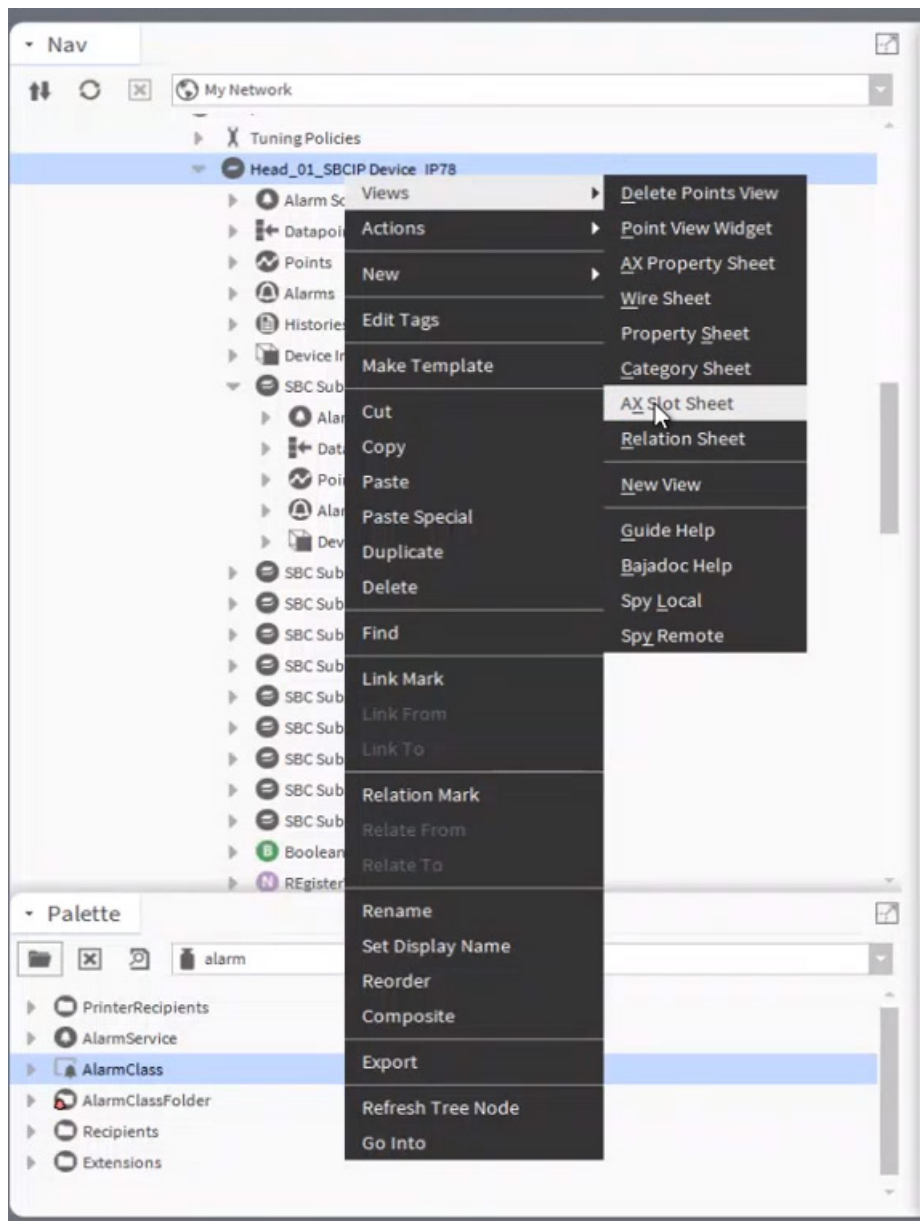 Nav
My Network
Tuning Policies
Head_01_SBCIP Device IP78
Alarm Sc
Datapoi
Points
Alarms
Historie
Device In
SBC Sub
Alar
Data
Poi
Alar
Dev
SBC Sub
SBC Sub
SBC Sub
SBC Sub
SBC Sub
SBC Sub
SBC Sub
SBC Sub
SBC Sub
Boolean
REgister
Views
Actions
New
Edit Tags
Make Template
Cut
Copy
Paste
Paste Special
Duplicate
Delete
Find
Link Mark
Link From
Link To
Relation Mark
Relate From
Relate To
Rename
Set Display Name
Reorder
Composite
Export
Refresh Tree Node
Go Into
Delete Points View
Point View Widget
AX Property Sheet
Wire Sheet
Property Sheet
Category Sheet
AX Slot Sheet
Relation Sheet
New View
Guide Help
Bajadoc Help
Spy Local
Spy Remote
Palette
alarm
PrinterRecipients
AlarmService
AlarmClass
AlarmClassFolder
Recipients
Extensions